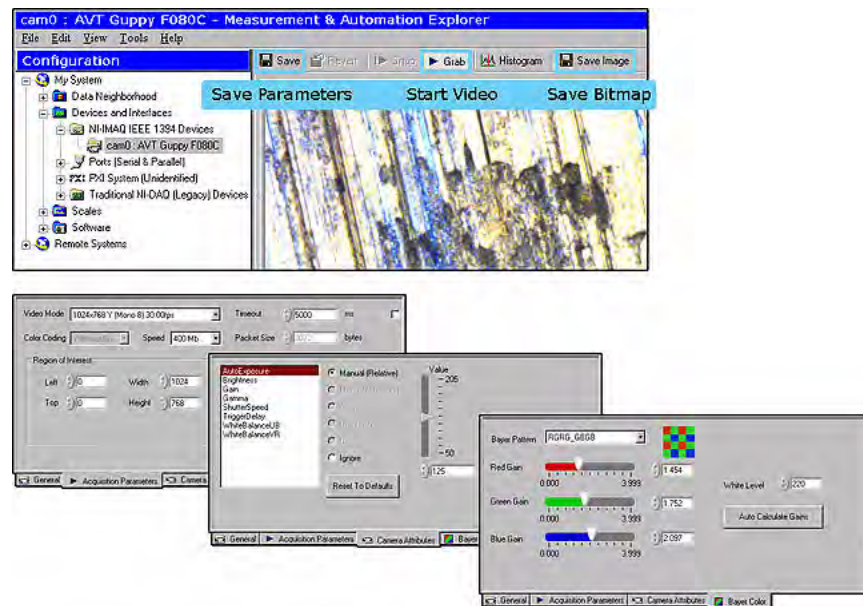 cam0 : AVT Guppy F080C - Measurement & Automation Explorer
File Edit View Tools Help
Configuration
Save Revert Snap Grab Histogram Save Image
My System
Data Neighborhood
Save Parameters Start Video Save Bitmap
Devices and Interfaces
NI-IMAQ IEEE 1394 Devices
cam0 : AVT Guppy F080C
Ports (Serial & Parallel)
PXI PXI System (Unidentified)
Traditional NI-DAQ (Legacy) Devices
Scales
Software
Remote Systems
Video Mode 1024x768 Y (Mono 8) 30.00fps Timeout 5000 ms
Color Coding Speed 400 Mb Packet Size 3072 bytes
Region of Interest
Left 0 Width 1024
Top 0 Height 768
General Acquisition Parameters Camera
AutoExposure
Brightness
Gain
Gamma
ShutterSpeed
TriggerDelay
WhiteBalanceUB
WhiteBalanceVR
Manual (Relative)
Ignore
Reset To Defaults
Value
205
50
125
General Acquisition Parameters Camera Attributes Bayer
Bayer Pattern RGRG_GBGB
Red Gain 1.454
0.000 3.999
Green Gain 1.752
0.000 3.999
Blue Gain 2.097
0.000 3.999
White Level 220
Auto Calculate Gains
General Acquisition Parameters Camera Attributes Bayer Color